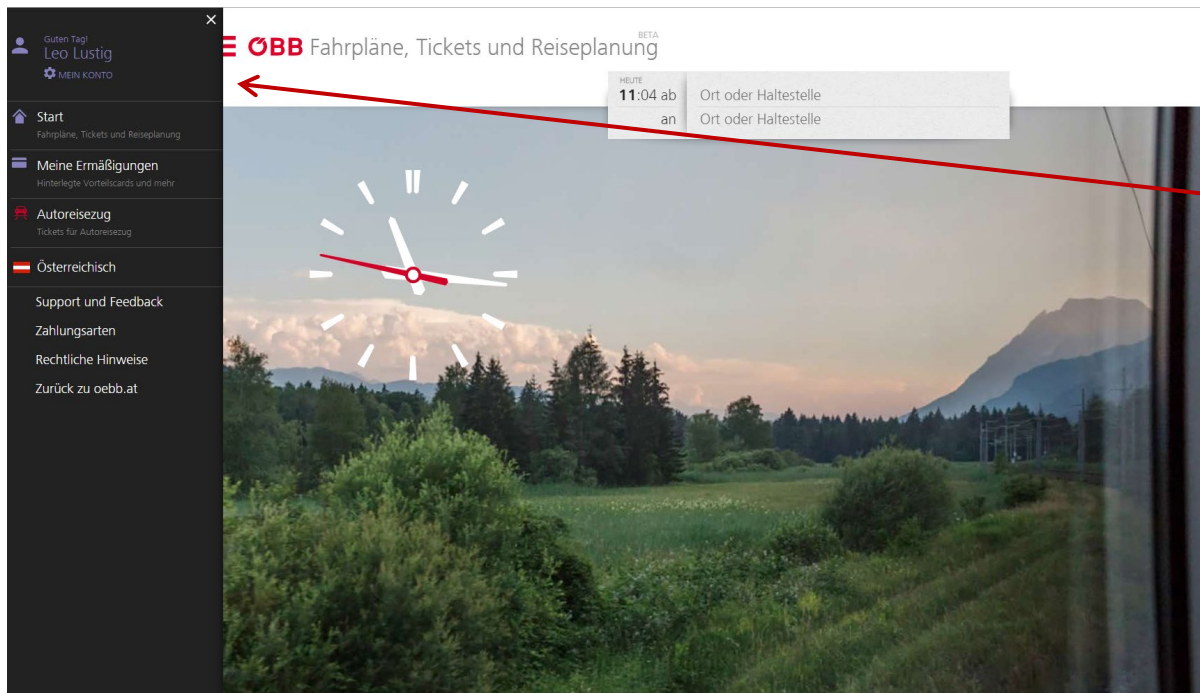 Guten Tag!
Leo Lustig
MEIN KONTO
Start
Fahrpläne, Tickets und Reiseplanung
Meine Ermäßigungen
Hinterlegte Vorteilscards und mehr
Autoreisezug
Tickets für Autoreisezug
Österreichisch
Support und Feedback
Zahlungsarten
Rechtliche Hinweise
Zurück zu oebb.at
ÖBB Fahrpläne, Tickets und Reiseplanung BETA
HEUTE
11:04 ab Ort oder Haltestelle
an Ort oder Haltestelle